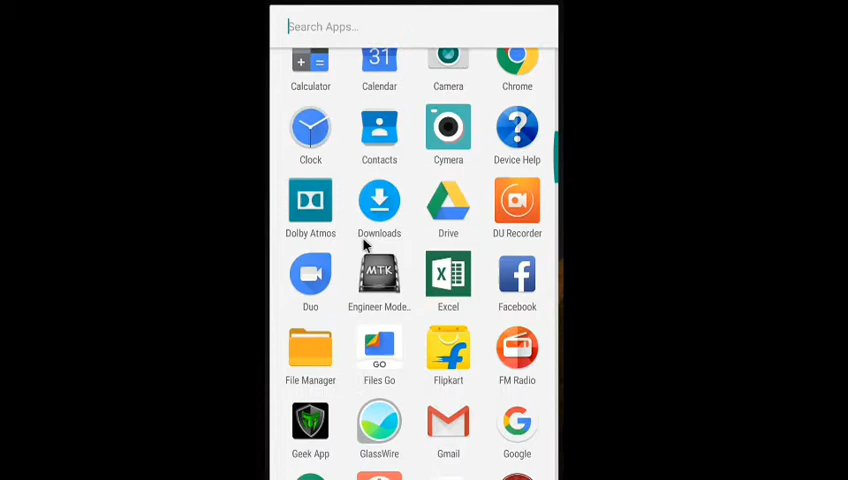 Search Apps...
31
Calculator Calendar Camera Chrome
Clock Contacts Cymera Device Help
Dolby Atmos Downloads Drive DU Recorder
MTK
Duo Engineer Mode.. Excel Facebook
GO
File Manager Files Go Flipkart FM Radio
Geek App GlassWire Gmail Google